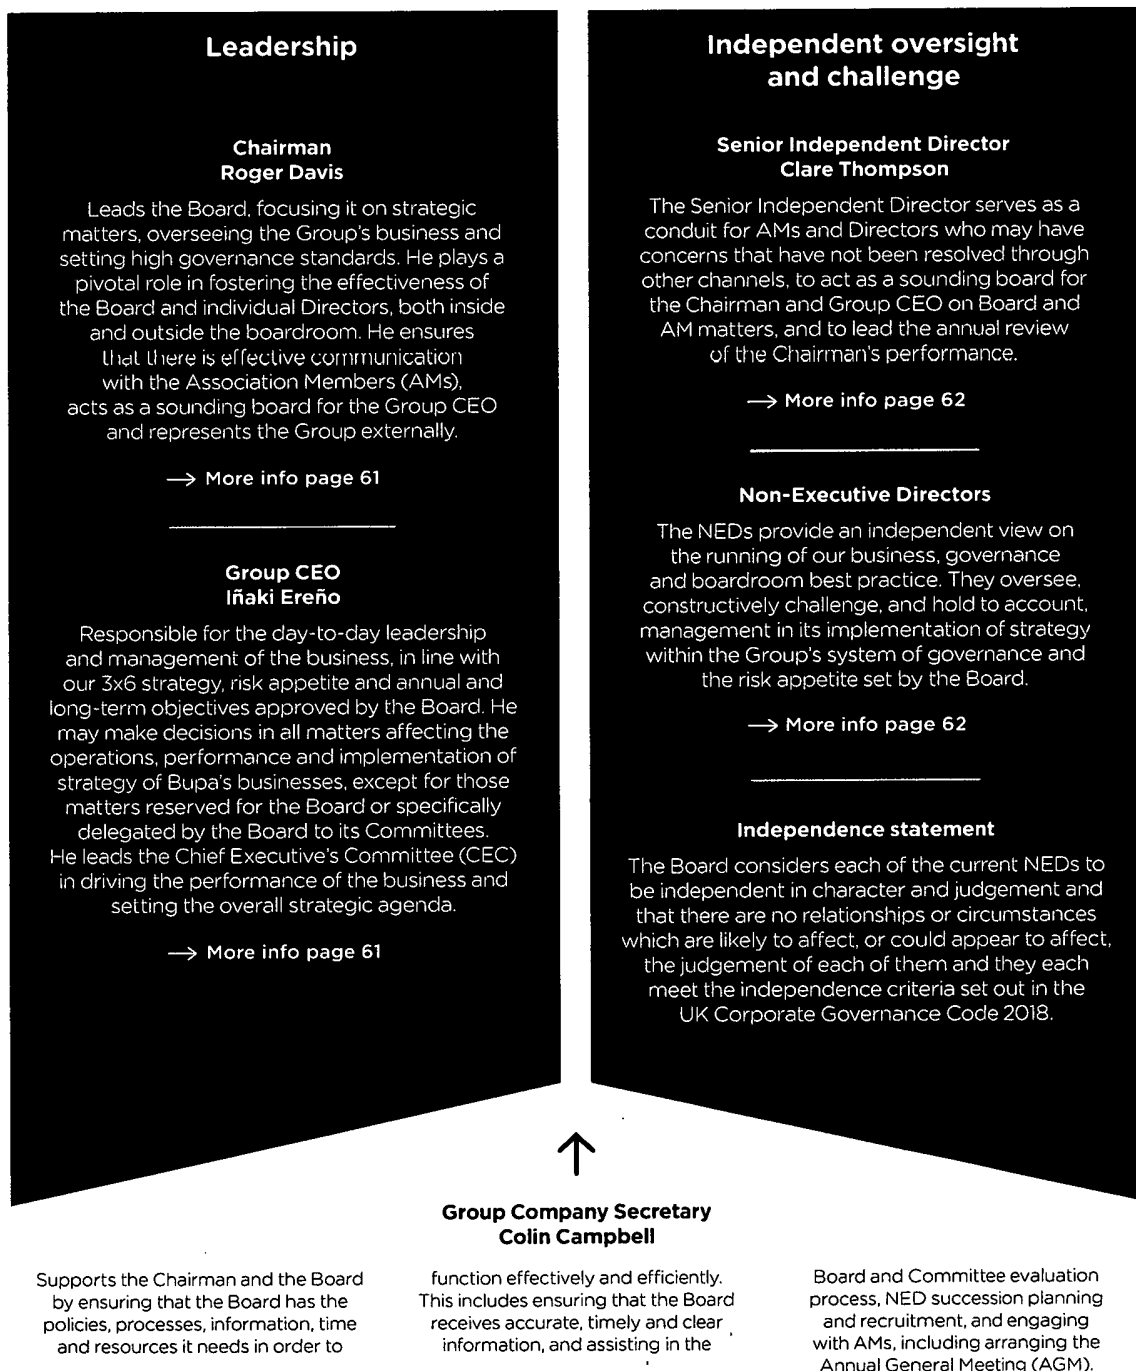 Leadership
Chairman
Roger Davis
Leads the Board, focusing it on strategic
matters, overseeing the Group's business and
setting high governance standards. He plays a
pivotal role in fostering the effectiveness of
the Board and individual Directors, both inside
and outside the boardroom. He ensures
that there is effective communication
with the Association Members (AMs),
acts as a sounding board for the Group CEO
and represents the Group externally.
→ More info page 61
Group CEO
Iñaki Ereño
Responsible for the day-to-day leadership
and management of the business, in line with
our 3x6 strategy, risk appetite and annual and
long-term objectives approved by the Board. He
may make decisions in all matters affecting the
operations, performance and implementation of
strategy of Bupa's businesses, except for those
matters reserved for the Board or specifically
delegated by the Board to its Committees.
He leads the Chief Executive's Committee (CEC)
in driving the performance of the business and
setting the overall strategic agenda.
→ More info page 61
Independent oversight
and challenge
Senior Independent Director
Clare Thompson
The Senior Independent Director serves as a
conduit for AMs and Directors who may have
concerns that have not been resolved through
other channels, to act as a sounding board for
the Chairman and Group CEO on Board and
AM matters, and to lead the annual review
of the Chairman's performance.
→ More info page 62
Non-Executive Directors
The NEDs provide an independent view on
the running of our business, governance
and boardroom best practice. They oversee,
constructively challenge, and hold to account,
management in its implementation of strategy
within the Group's system of governance and
the risk appetite set by the Board.
→ More info page 62
Independence statement
The Board considers each of the current NEDs to
be independent in character and judgement and
that there are no relationships or circumstances
which are likely to affect, or could appear to affect,
the judgement of each of them and they each
meet the independence criteria set out in the
UK Corporate Governance Code 2018.
Group Company Secretary
Colin Campbell
Supports the Chairman and the Board
by ensuring that the Board has the
policies, processes, information, time
and resources it needs in order to
function effectively and efficiently.
This includes ensuring that the Board
receives accurate, timely and clear
information, and assisting in the
Board and Committee evaluation
process, NED succession planning
and recruitment, and engaging
with AMs, including arranging the
Annual General Meeting (AGM).